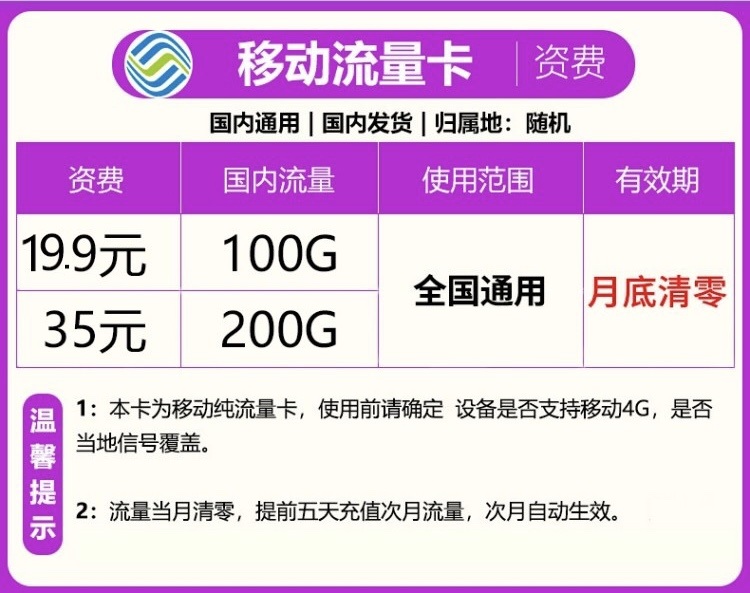 移动流量卡 | 资费
国内通用 | 国内发货 | 归属地：随机
资费 国内流量 使用范围 有效期
19.9元 100G
全国通用 月底清零
35元 200G
温馨提示
1：本卡为移动纯流量卡，使用前请确定 设备是否支持移动4G，是否
当地信号覆盖。
2：流量当月清零，提前五天充值次月流量，次月自动生效。